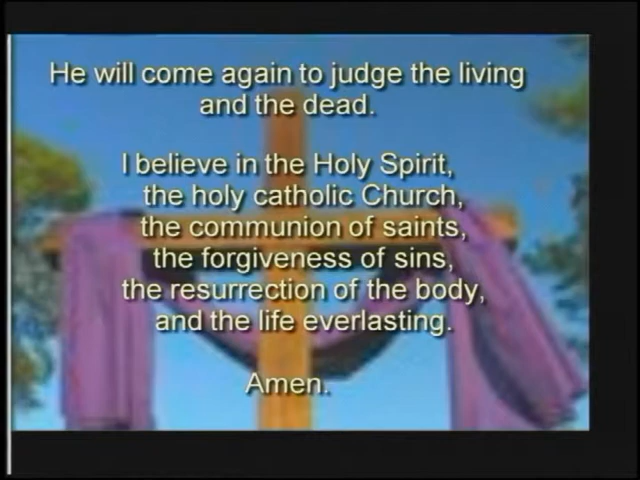 He will come again to judge the living
and the dead.
I believe in the Holy Spirit,
the holy catholic Church,
the communion of saints,
the forgiveness of sins,
the resurrection of the body,
and the life everlasting.
Amen.